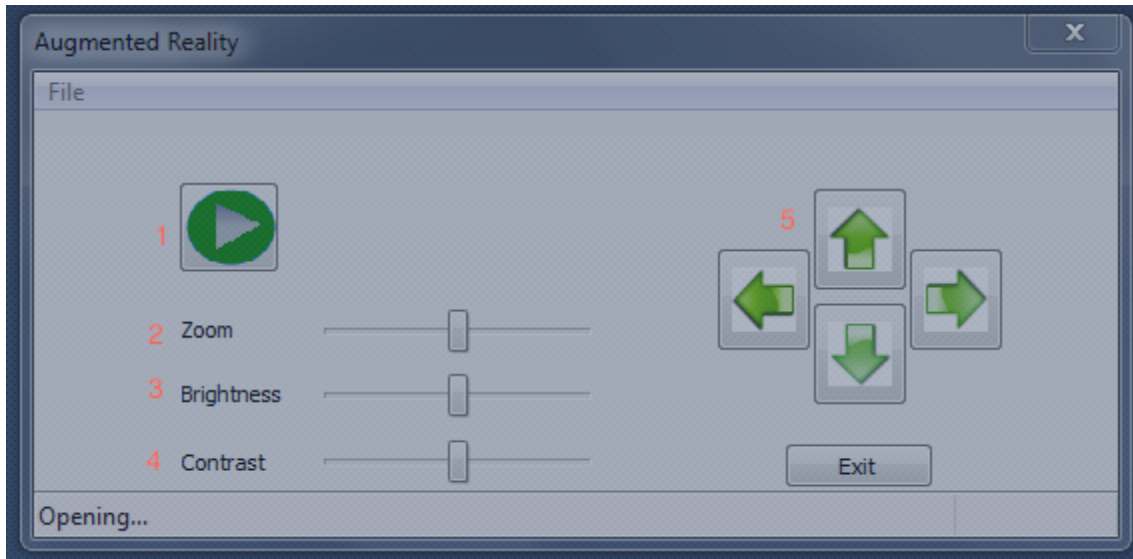 Augmented Reality
X
File
1
5
2 Zoom
3 Brightness
4 Contrast
Exit
Opening...